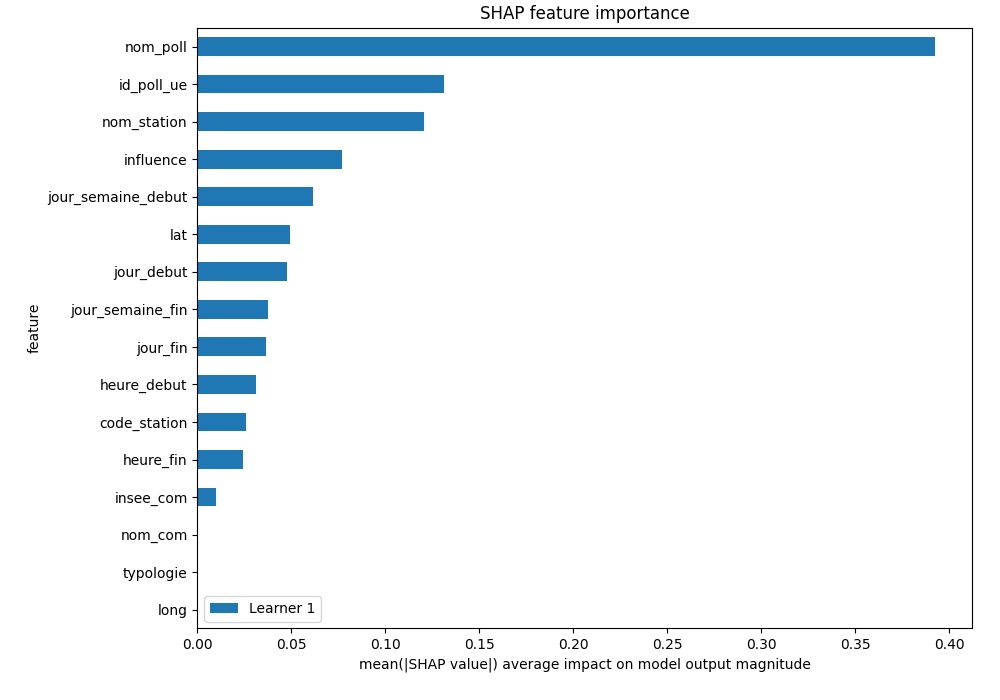 SHAP feature importance
nom_poll
id_poll_ue
nom_station
influence
jour_semaine_debut
lat
jour_debut
jour_semaine_fin
jour_fin
heure_debut
code_station
heure_fin
insee_com
nom_com
typologie
long
feature
Learner 1
0.00 0.05 0.10 0.15 0.20 0.25 0.30 0.35 0.40
mean(|SHAP value|) average impact on model output magnitude